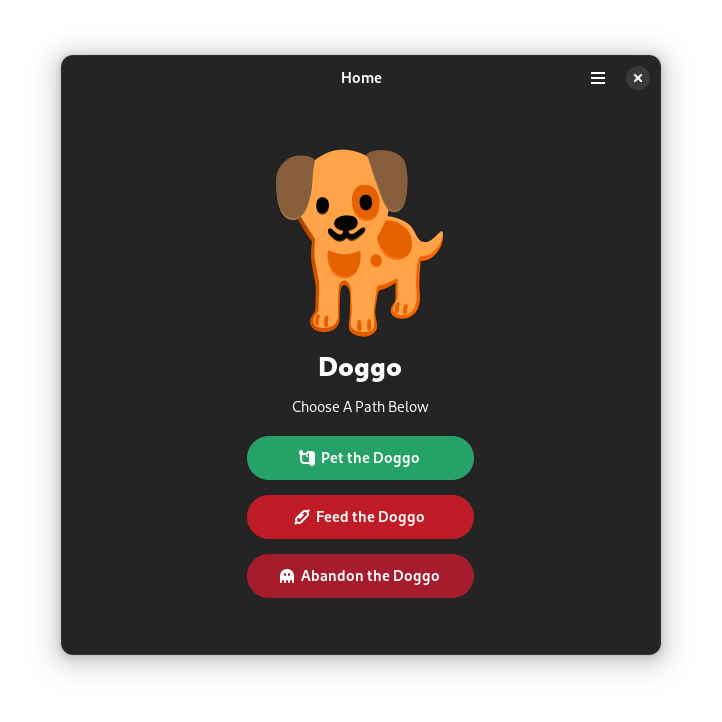 Home
Doggo
Choose A Path Below
Pet the Doggo
Feed the Doggo
Abandon the Doggo